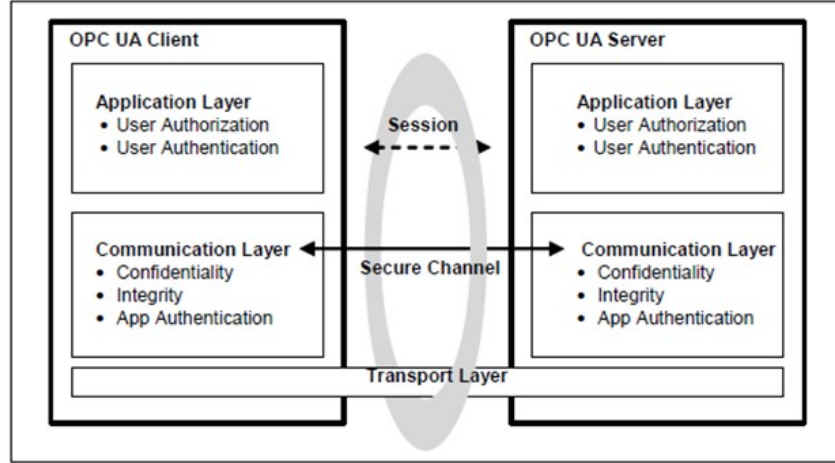 OPC UA Client
Application Layer
• User Authorization
• User Authentication
Communication Layer
• Confidentiality
• Integrity
• App Authentication
Session
Secure Channel
Transport Layer
OPC UA Server
Application Layer
• User Authorization
• User Authentication
Communication Layer
• Confidentiality
• Integrity
• App Authentication